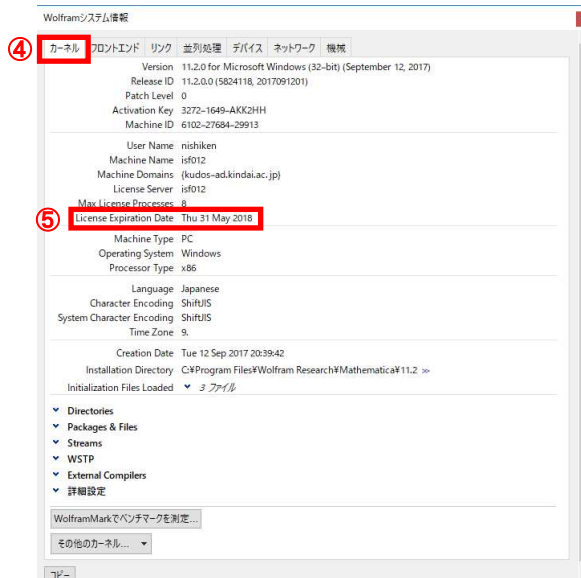 Wolframシステム情報
④
カーネル フロントエンド リンク 並列処理 デバイス ネットワーク 機械
Version 11.2.0 for Microsoft Windows (32-bit) (September 12, 2017)
Release ID 11.2.0.0 (5824118, 2017091201)
Patch Level 0
Activation Key 3272-1649-AKK2HH
Machine ID 6102-27684-29913
User Name nishiken
Machine Name isf012
Machine Domains {kudos-ad.kindai.ac.jp}
License Server isf012
Max License Processes 8
⑤ License Expiration Date Thu 31 May 2018
Machine Type PC
Operating System Windows
Processor Type x86
Language Japanese
Character Encoding ShiftJIS
System Character Encoding ShiftJIS
Time Zone 9.
Creation Date Tue 12 Sep 2017 20:39:42
Installation Directory C:¥Program Files¥Wolfram Research¥Mathematica¥11.2 ≫
Initialization Files Loaded 3 ファイル
Directories
Packages & Files
Streams
WSTP
External Compilers
詳細設定
WolframMarkでベンチマークを測定...
その他のカーネル...
コピー